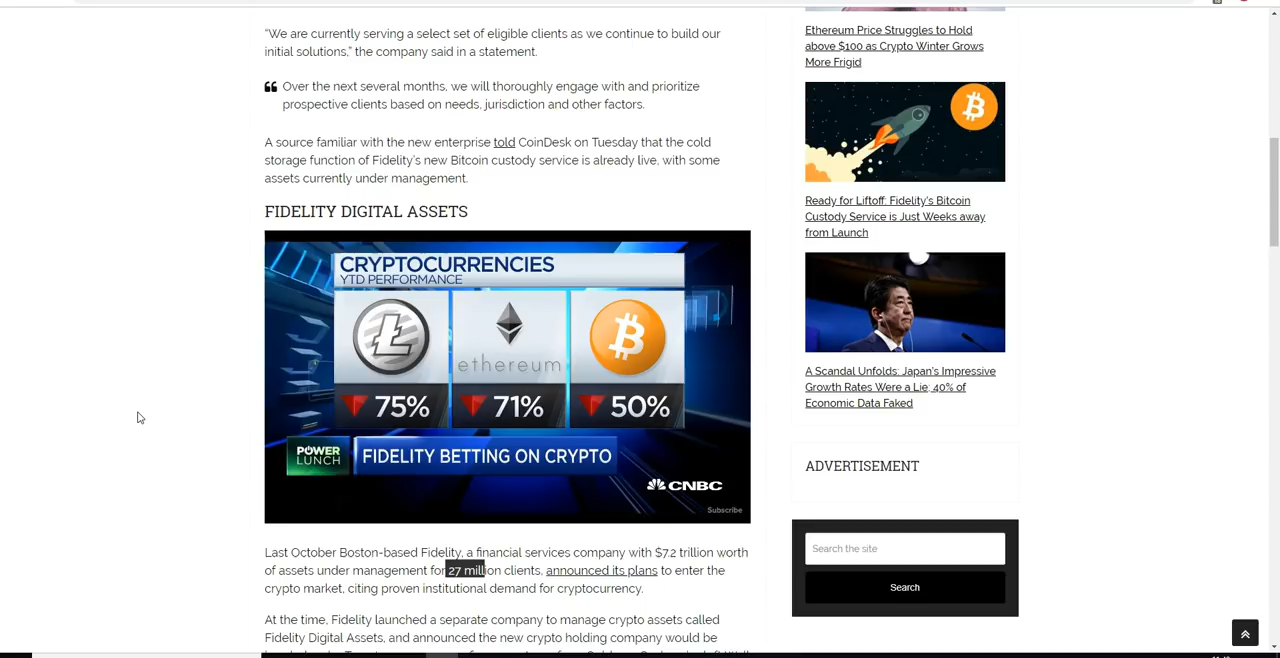 "We are currently serving a select set of eligible clients as we continue to build our
initial solutions," the company said in a statement.
Over the next several months, we will thoroughly engage with and prioritize
prospective clients based on needs, jurisdiction and other factors.
A source familiar with the new enterprise told CoinDesk on Tuesday that the cold
storage function of Fidelity's new Bitcoin custody service is already live, with some
assets currently under management.
FIDELITY DIGITAL ASSETS
CRYPTOCURRENCIES
YTD PERFORMANCE
ethereum
75% 71% 50%
POWER
LUNCH
FIDELITY BETTING ON CRYPTO
CNBC
Subscribe
Last October Boston-based Fidelity, a financial services company with $7.2 trillion worth
of assets under management for 27 million clients, announced its plans to enter the
crypto market, citing proven institutional demand for cryptocurrency.
At the time, Fidelity launched a separate company to manage crypto assets called
Fidelity Digital Assets, and announced the new crypto holding company would be
Ethereum Price Struggles to Hold
above $100 as Crypto Winter Grows
More Frigid
Ready for Liftoff: Fidelity's Bitcoin
Custody Service is Just Weeks away
from Launch
A Scandal Unfolds: Japan's Impressive
Growth Rates Were a Lie; 40% of
Economic Data Faked
ADVERTISEMENT
Search the site
Search